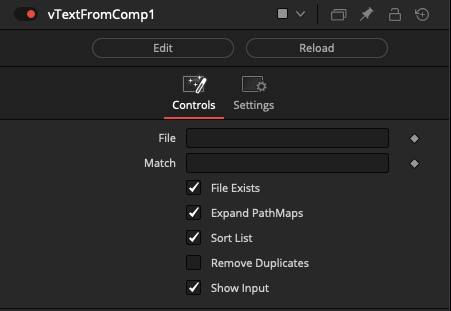 vTextFromComp1
Edit Reload
Controls Settings
File
Match
File Exists
Expand PathMaps
Sort List
Remove Duplicates
Show Input